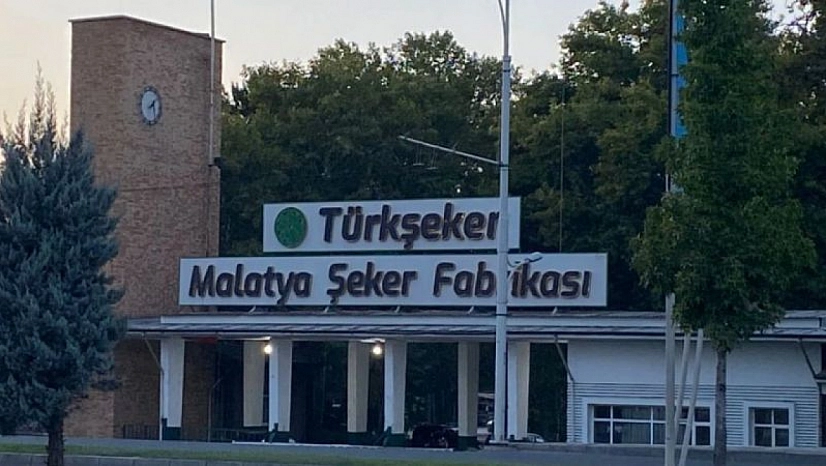 Türkşeker
Malatya Şeker Fabrikası